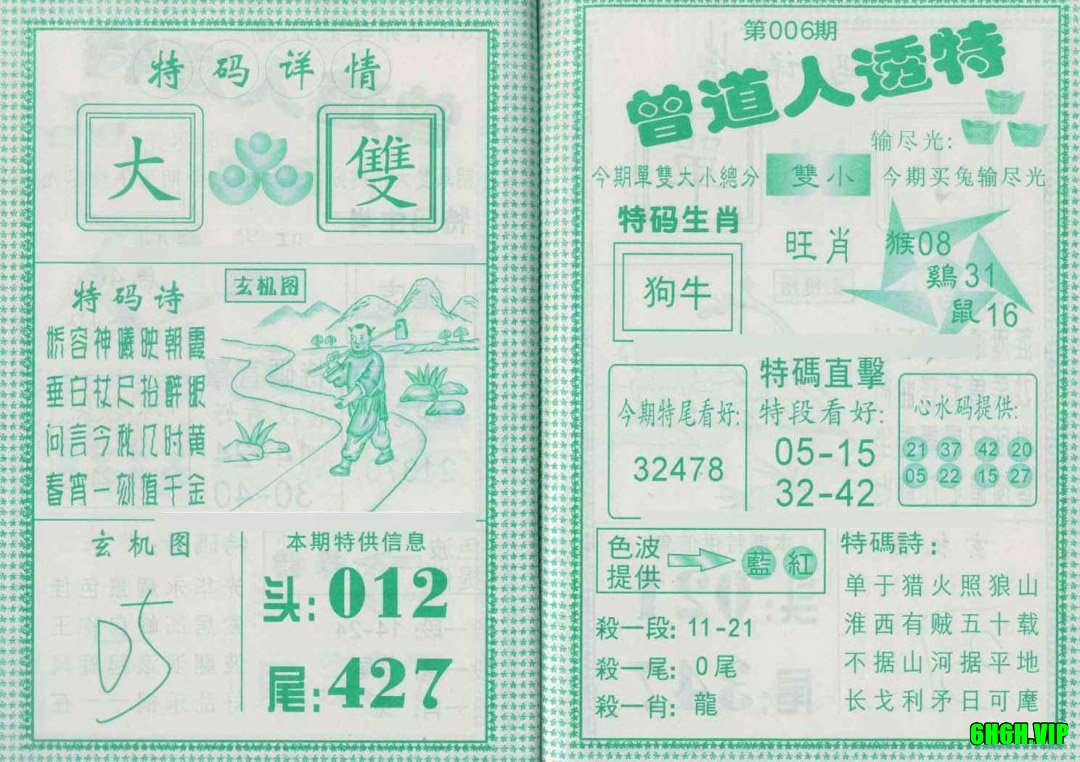 特码详情
大 雙
特码诗
玄机图
娇容神曦映朝霞
垂白杖尺抬醉眼
问言今秋几时黄
春宵一刻值千金
玄机图
本期特供信息
头:012
尾:427
第006期
曾道人透特
输尽光:
今期單雙大小總分
雙小
今期买兔输尽光
特码生肖
狗牛
旺肖
猴08
鷄31
鼠16
今期特尾看好:
32478
特碼直擊
特段看好:
05-15
32-42
心水码提供:
21 37 42 20
05 22 15 27
色波
提供
藍 紅
殺一段: 11-21
殺一尾: 0尾
殺一肖: 龍
特碼詩:
单于猎火照狼山
淮西有贼五十载
不据山河据平地
长戈利矛日可麾
6H6H.VIP